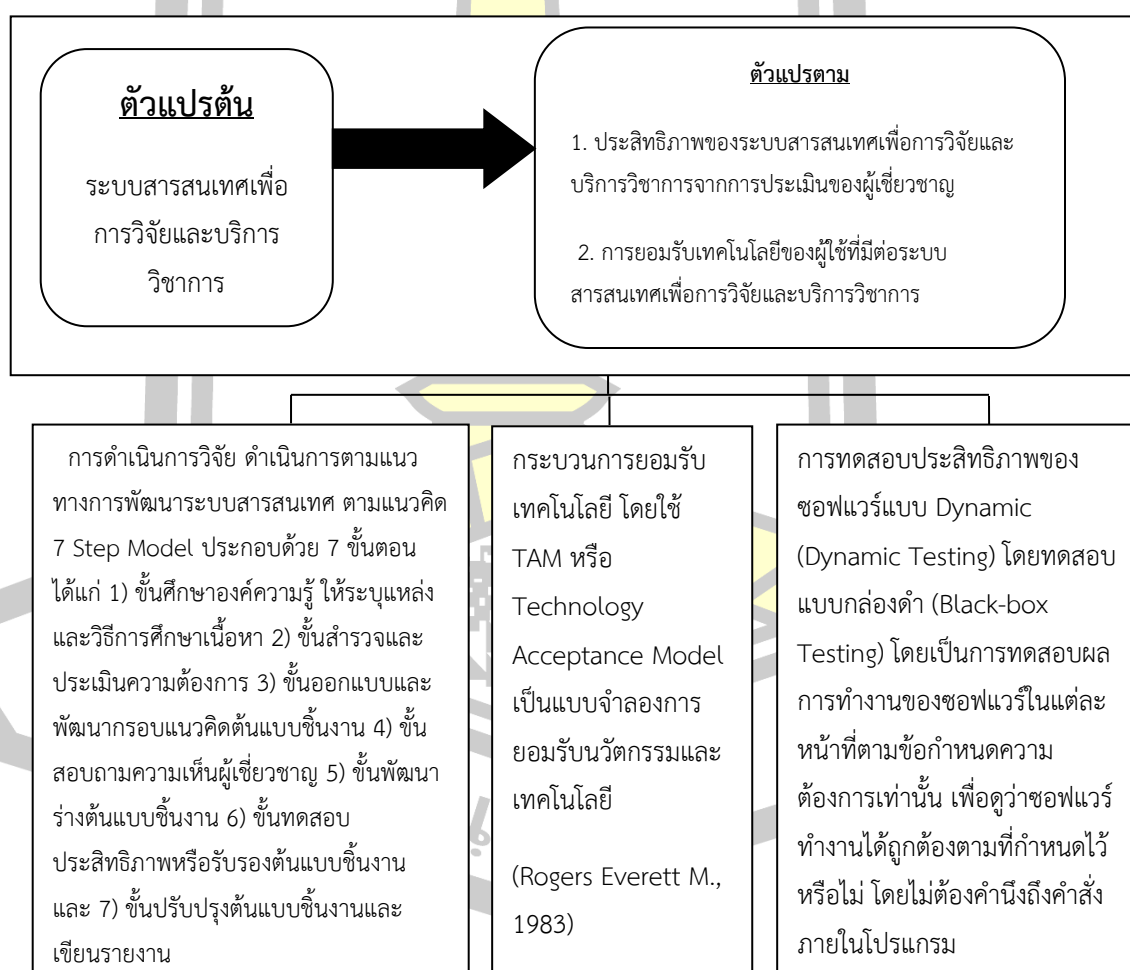 ตัวแปรต้น
ระบบสารสนเทศเพื่อ
การวิจัยและบริการ
วิชาการ
ตัวแปรตาม
1. ประสิทธิภาพของระบบสารสนเทศเพื่อการวิจัยและ
บริการวิชาการจากการประเมินของผู้เชี่ยวชาญ
2. การยอมรับเทคโนโลยีของผู้ใช้ที่มีต่อระบบ
สารสนเทศเพื่อการวิจัยและบริการวิชาการ
การดำเนินการวิจัย ดำเนินการตามแนว
ทางการพัฒนาระบบสารสนเทศ ตามแนวคิด
7 Step Model ประกอบด้วย 7 ขั้นตอน
ได้แก่ 1) ขั้นศึกษาองค์ความรู้ ให้ระบุแหล่ง
และวิธีการศึกษาเนื้อหา 2) ขั้นสำรวจและ
ประเมินความต้องการ 3) ขั้นออกแบบและ
พัฒนากรอบแนวคิดต้นแบบชิ้นงาน 4) ขั้น
สอบถามความเห็นผู้เชี่ยวชาญ 5) ขั้นพัฒนา
ร่างต้นแบบชิ้นงาน 6) ขั้นทดสอบ
ประสิทธิภาพหรือรับรองต้นแบบชิ้นงาน
และ 7) ขั้นปรับปรุงต้นแบบชิ้นงานและ
เขียนรายงาน
กระบวนการยอมรับ
เทคโนโลยี โดยใช้
TAM หรือ
Technology
Acceptance Model
เป็นแบบจำลองการ
ยอมรับนวัตกรรมและ
เทคโนโลยี
(Rogers Everett M.,
1983)
การทดสอบประสิทธิภาพของ
ซอฟแวร์แบบ Dynamic
(Dynamic Testing) โดยทดสอบ
แบบกล่องดำ (Black-box
Testing) โดยเป็นการทดสอบผล
การทำงานของซอฟแวร์ในแต่ละ
หน้าที่ตามข้อกำหนดความ
ต้องการเท่านั้น เพื่อดูว่าซอฟแวร์
ทำงานได้ถูกต้องตามที่กำหนดไว้
หรือไม่ โดยไม่ต้องคำนึงถึงคำสั่ง
ภายในโปรแกรม